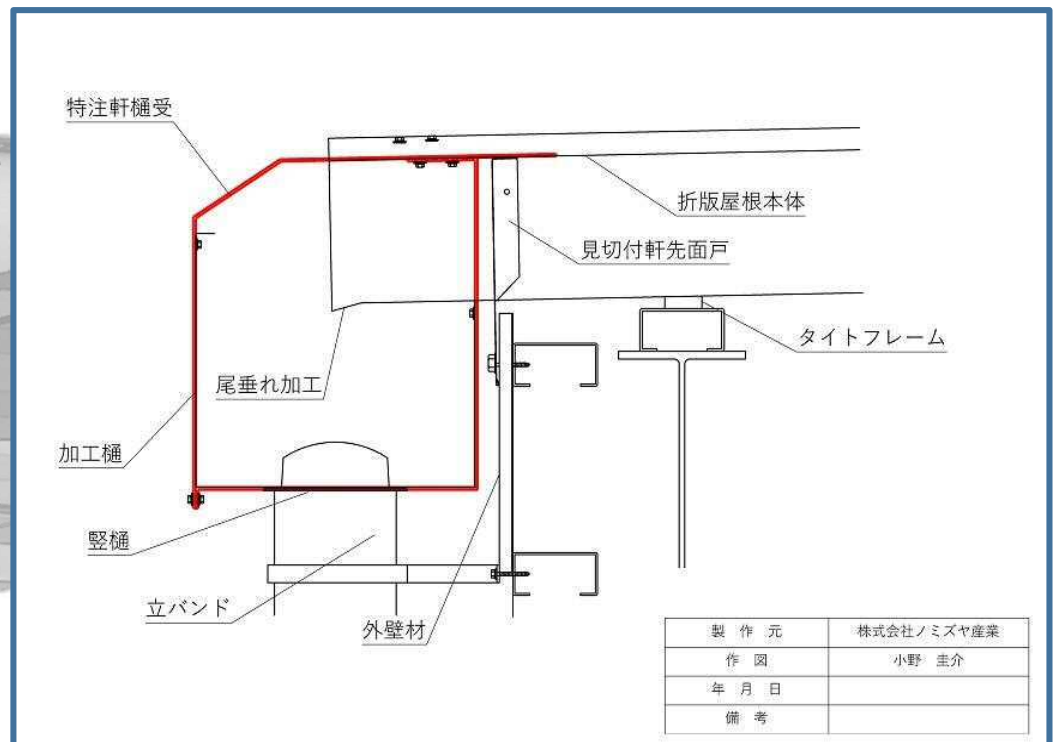 特注軒樋受
折版屋根本体
見切付軒先面戸
タイトフレーム
尾垂れ加工
加工樋
竪樋
立バンド
外壁材
製作元 株式会社ノミズヤ産業
作図 小野 圭介
年月日
備考